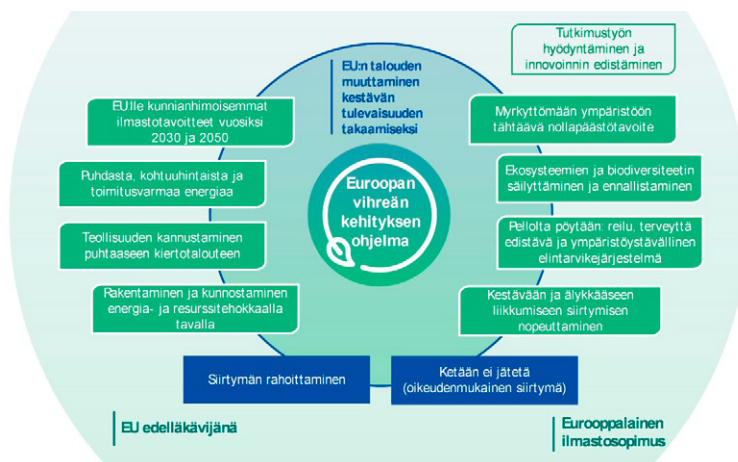 Tutkimustyön
hyödyntäminen ja
innovoinnin edistäminen
EU:n talouden
muuttaminen
kestävän
tulevaisuuden
takaamiseksi
EU:lle kunnianhimoisemmat
ilmastotavoitteet vuosiksi
2030 ja 2050
Myrkyttömään ympäristöön
tähtäävä nollapäästötavoite
Puhdasta, kohtuuhintaista ja
toimitusvarmaa energiaa
Ekosysteemien ja biodiversiteetin
säilyttäminen ja ennallistaminen
Euroopan
vihreän
kehityksen
ohjelma
Teollisuuden kannustaminen
puhtaaseen kiertotalouteen
Pellolta pöytään: reilu, terveyttä
edistävä ja ympäristöystävällinen
elintarvikejärjestelmä
Rakentaminen ja kunnostaminen
energia- ja resurssitehokkaalla
tavalla
Kestävään ja älykkääseen
liikkumiseen siirtymisen
nopeuttaminen
Siirtymän rahoittaminen
Ketään ei jätetä
(oikeudenmukainen siirtymä)
EU edelläkävijänä
Eurooppalainen
ilmastosopimus